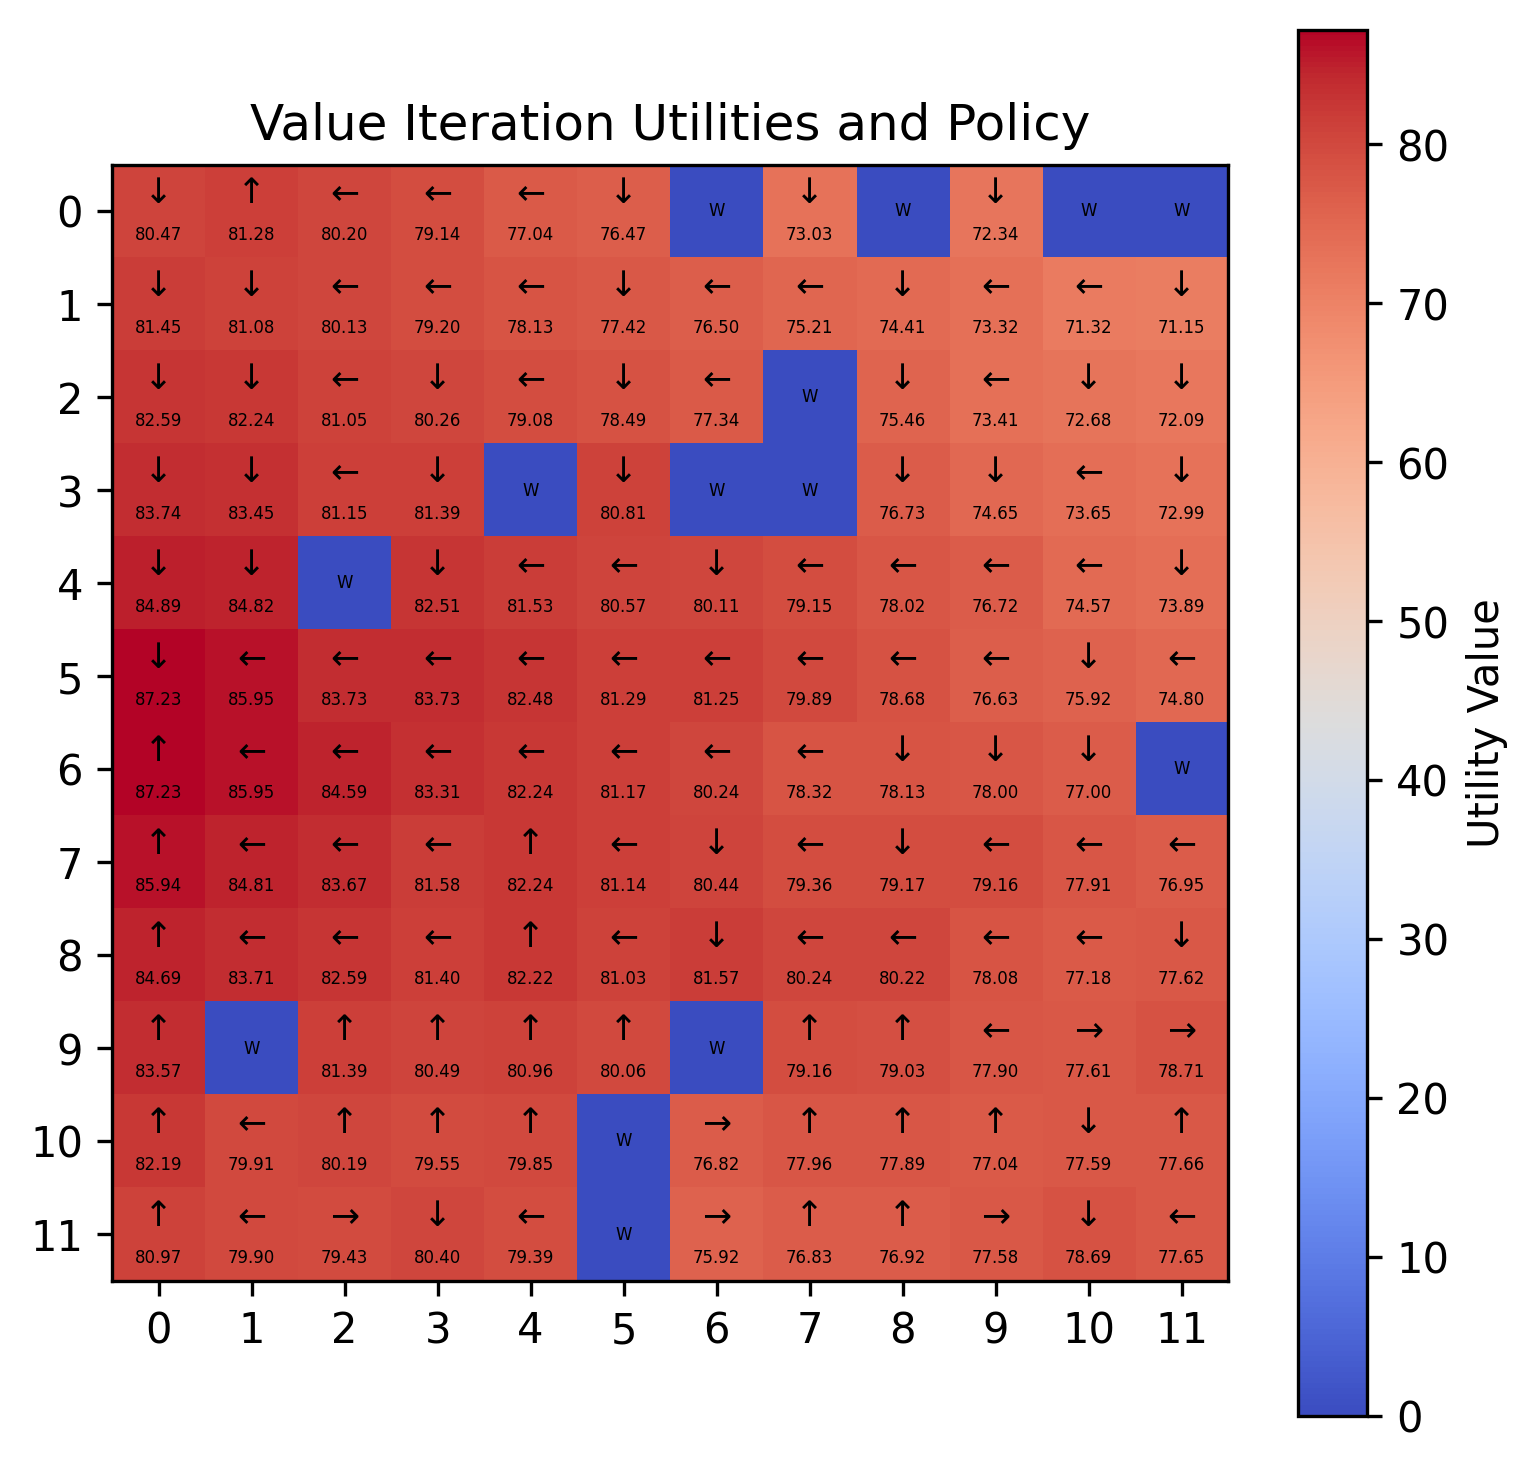 Value Iteration Utilities and Policy
0 ↓ ↑ ← ← ← ↓ W ↓ W ↓ W W
80.47 81.28 80.20 79.14 77.04 76.47 73.03 72.34
1 ↓ ↓ ← ← ← ↓ ← ← ↓ ← ← ↓
81.45 81.08 80.13 79.20 78.13 77.42 76.50 75.21 74.41 73.32 71.32 71.15
2 ↓ ↓ ← ↓ ← ↓ ← W ↓ ← ↓ ↓
82.59 82.24 81.05 80.26 79.08 78.49 77.34 75.46 73.41 72.68 72.09
3 ↓ ↓ ← ↓ W ↓ W W ↓ ↓ ← ↓
83.74 83.45 81.15 81.39 80.81 76.73 74.65 73.65 72.99
4 ↓ ↓ W ↓ ← ← ↓ ← ← ← ← ↓
84.89 84.82 82.51 81.53 80.57 80.11 79.15 78.02 76.72 74.57 73.89
5 ↓ ← ← ← ← ← ← ← ← ← ↓ ←
87.23 85.95 83.73 83.73 82.48 81.29 81.25 79.89 78.68 76.63 75.92 74.80
6 ↑ ← ← ← ← ← ← ← ↓ ↓ ↓ W
87.23 85.95 84.59 83.31 82.24 81.17 80.24 78.32 78.13 78.00 77.00
7 ↑ ← ← ← ↑ ← ↓ ← ↓ ← ← ←
85.94 84.81 83.67 81.58 82.24 81.14 80.44 79.36 79.17 79.16 77.91 76.95
8 ↑ ← ← ← ↑ ← ↓ ← ← ← ← ↓
84.69 83.71 82.59 81.40 82.22 81.03 81.57 80.24 80.22 78.08 77.18 77.62
9 ↑ W ↑ ↑ ↑ ↑ W ↑ ↑ ← → →
83.57 81.39 80.49 80.96 80.06 79.16 79.03 77.90 77.61 78.71
10 ↑ ← ↑ ↑ ↑ W → ↑ ↑ ↑ ↓ ↑
82.19 79.91 80.19 79.55 79.85 76.82 77.96 77.89 77.04 77.59 77.66
11 ↑ ← → ↓ ← W → ↑ ↑ → ↓ ←
80.97 79.90 79.43 80.40 79.39 75.92 76.83 76.92 77.58 78.69 77.65
0 1 2 3 4 5 6 7 8 9 10 11
80
70
60
50
40
30
20
10
0
Utility Value